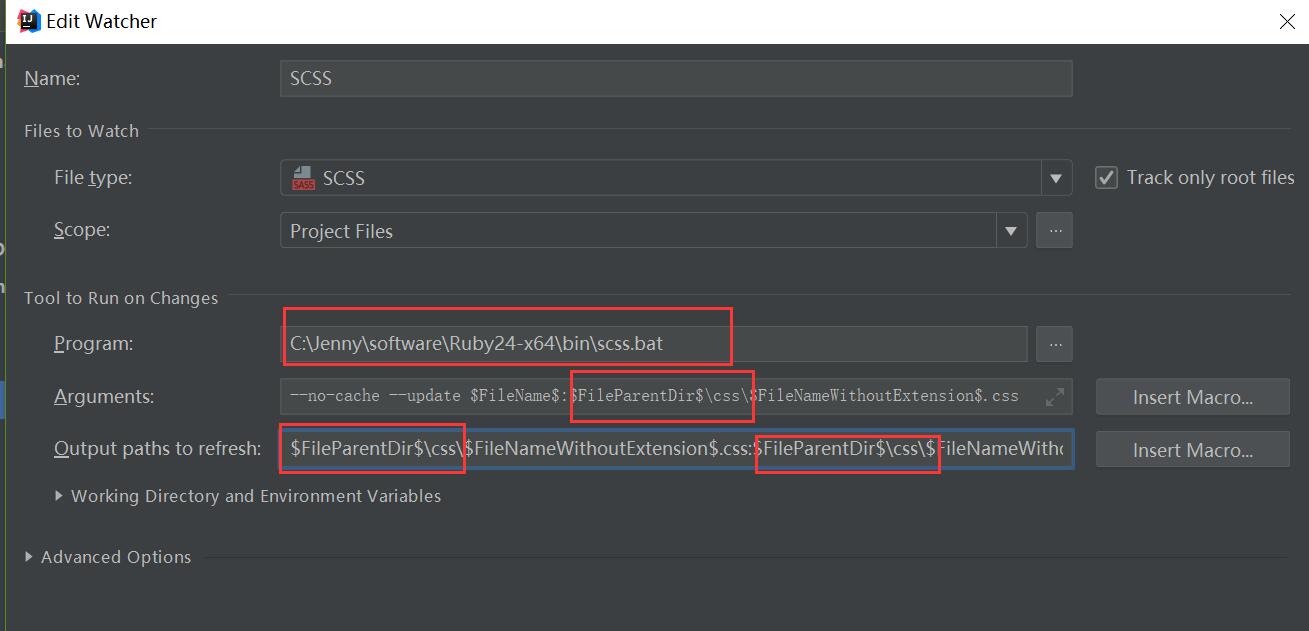 Edit Watcher
Name: SCSS
Files to Watch
File type: SASS SCSS Track only root files
Scope: Project Files ...
Tool to Run on Changes
Program: C:\Jenny\software\Ruby24-x64\bin\scss.bat ...
Arguments: --no-cache --update $FileName$:$FileParentDir$\css\$FileNameWithoutExtension$.css Insert Macro...
Output paths to refresh: $FileParentDir$\css\$FileNameWithoutExtension$.css:$FileParentDir$\css\$FileNameWitho Insert Macro...
Working Directory and Environment Variables
Advanced Options